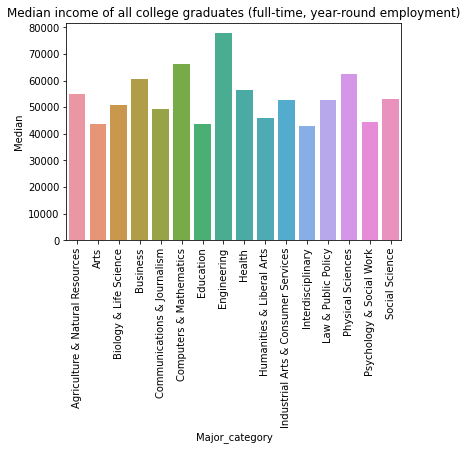 Median income of all college graduates (full-time, year-round employment)
80000
70000
60000
50000
40000
30000
20000
10000
0
Median
Agriculture & Natural Resources
Arts
Biology & Life Science
Business
Communications & Journalism
Computers & Mathematics
Education
Engineering
Health
Humanities & Liberal Arts
Industrial Arts & Consumer Services
Interdisciplinary
Law & Public Policy
Physical Sciences
Psychology & Social Work
Social Science
Major_category